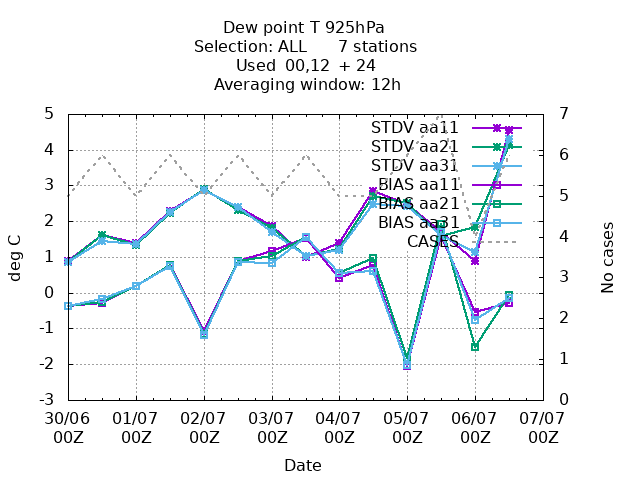 Dew point T 925hPa
Selection: ALL 7 stations
Used 00,12 + 24
Averaging window: 12h
5 7
STDV aa11
STDV aa21
STDV aa31
BIAS aa11
BIAS aa21
BIAS aa31
CASES
4
3
2
1
0
-1
-2
-3
6
5
4
3
2
1
0
deg C
No cases
30/06 01/07 02/07 03/07 04/07 05/07 06/07 07/07
00Z 00Z 00Z 00Z 00Z 00Z 00Z 00Z
Date